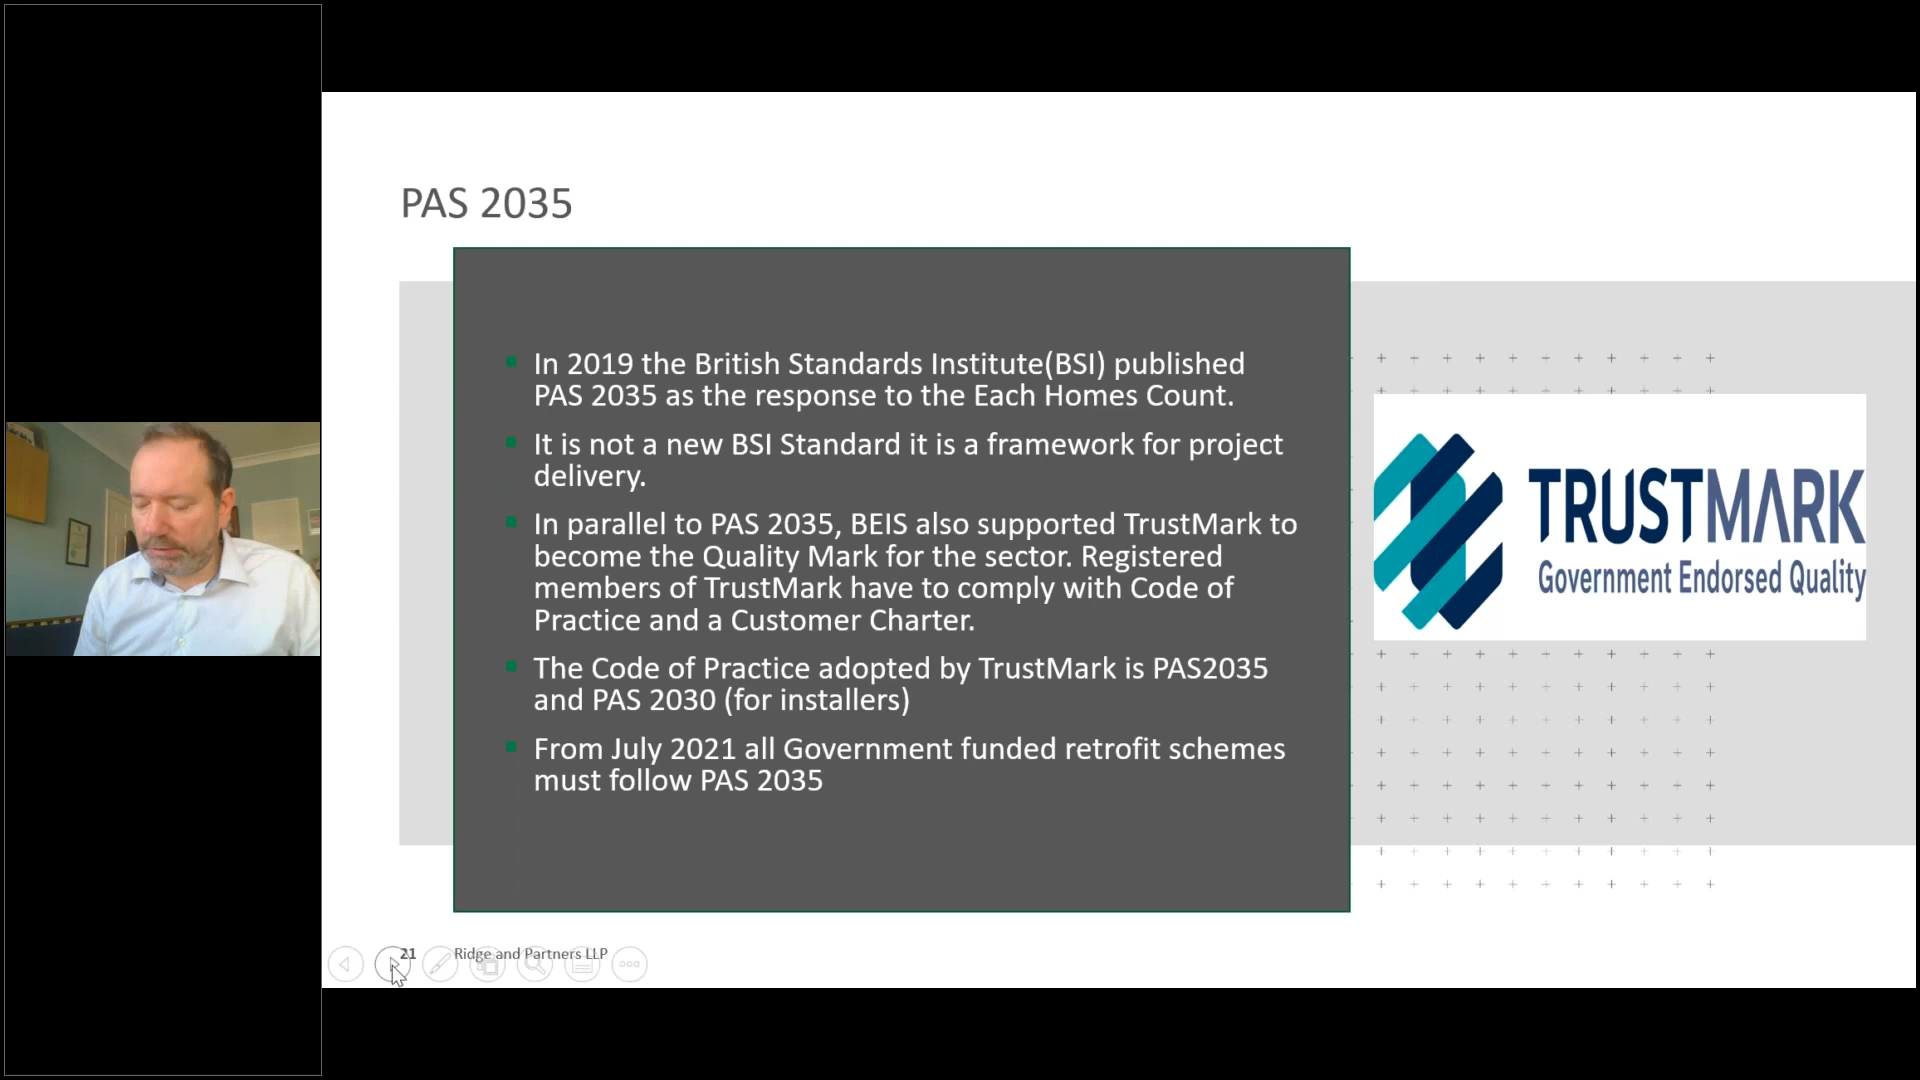 PAS 2035
In 2019 the British Standards Institute(BSI) published
PAS 2035 as the response to the Each Homes Count.
It is not a new BSI Standard it is a framework for project
delivery.
In parallel to PAS 2035, BEIS also supported TrustMark to
become the Quality Mark for the sector. Registered
members of TrustMark have to comply with Code of
Practice and a Customer Charter.
The Code of Practice adopted by TrustMark is PAS2035
and PAS 2030 (for installers)
From July 2021 all Government funded retrofit schemes
must follow PAS 2035
TRUSTMARK
Government Endorsed Quality
21 Ridge and Partners LLP